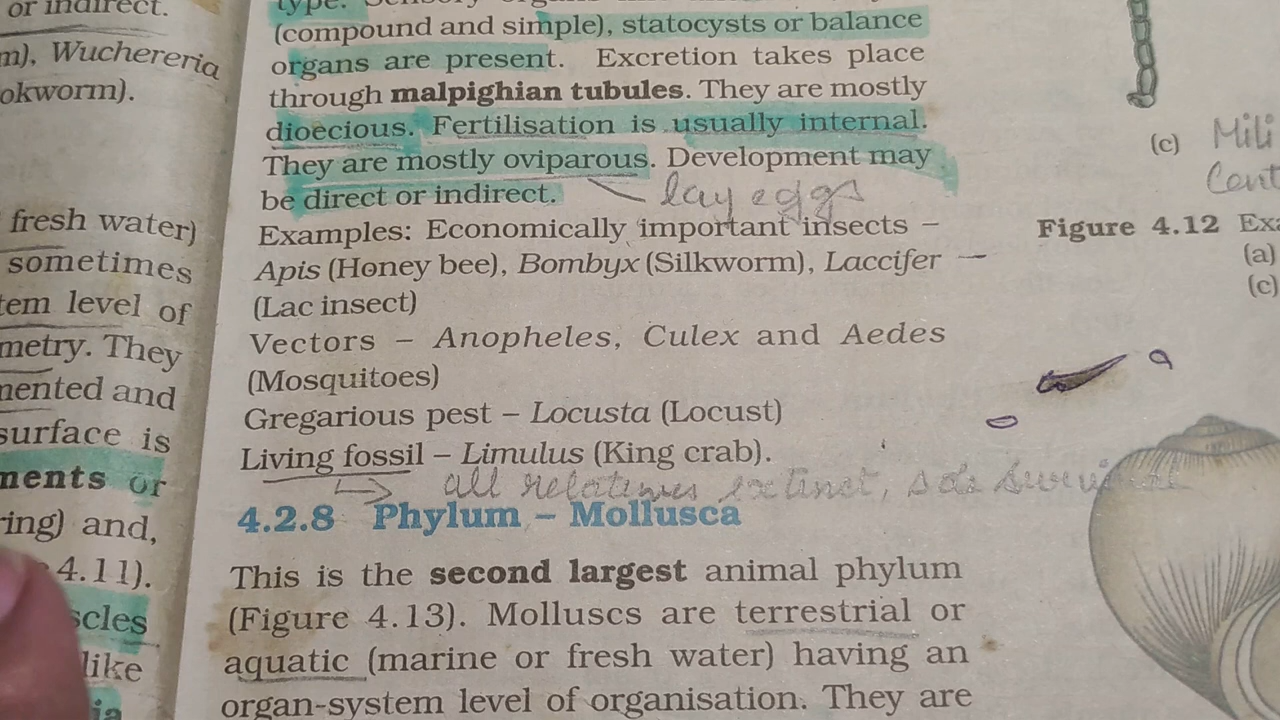 or indirect.
m), Wuchereria
okworm).
fresh water)
sometimes
tem level of
metry. They
nented and
surface is
nents or
ring) and,
4.11).
scles
like
ia
type. Sensory organs
(compound and simple), statocysts or balance
organs are present. Excretion takes place
through malpighian tubules. They are mostly
dioecious. Fertilisation is usually internal.
They are mostly oviparous. Development may
be direct or indirect.
lay eggs
Examples: Economically important insects –
Apis (Honey bee), Bombyx (Silkworm), Laccifer
(Lac insect)
Vectors – Anopheles, Culex and Aedes
(Mosquitoes)
Gregarious pest – Locusta (Locust)
Living fossil – Limulus (King crab).
all relatives extinct,
4.2.8 Phylum – Mollusca
This is the second largest animal phylum
(Figure 4.13). Molluscs are terrestrial or
aquatic (marine or fresh water) having an
organ-system level of organisation. They are
(c) Mili
Cent
Figure 4.12 Exa
(a)
(c)